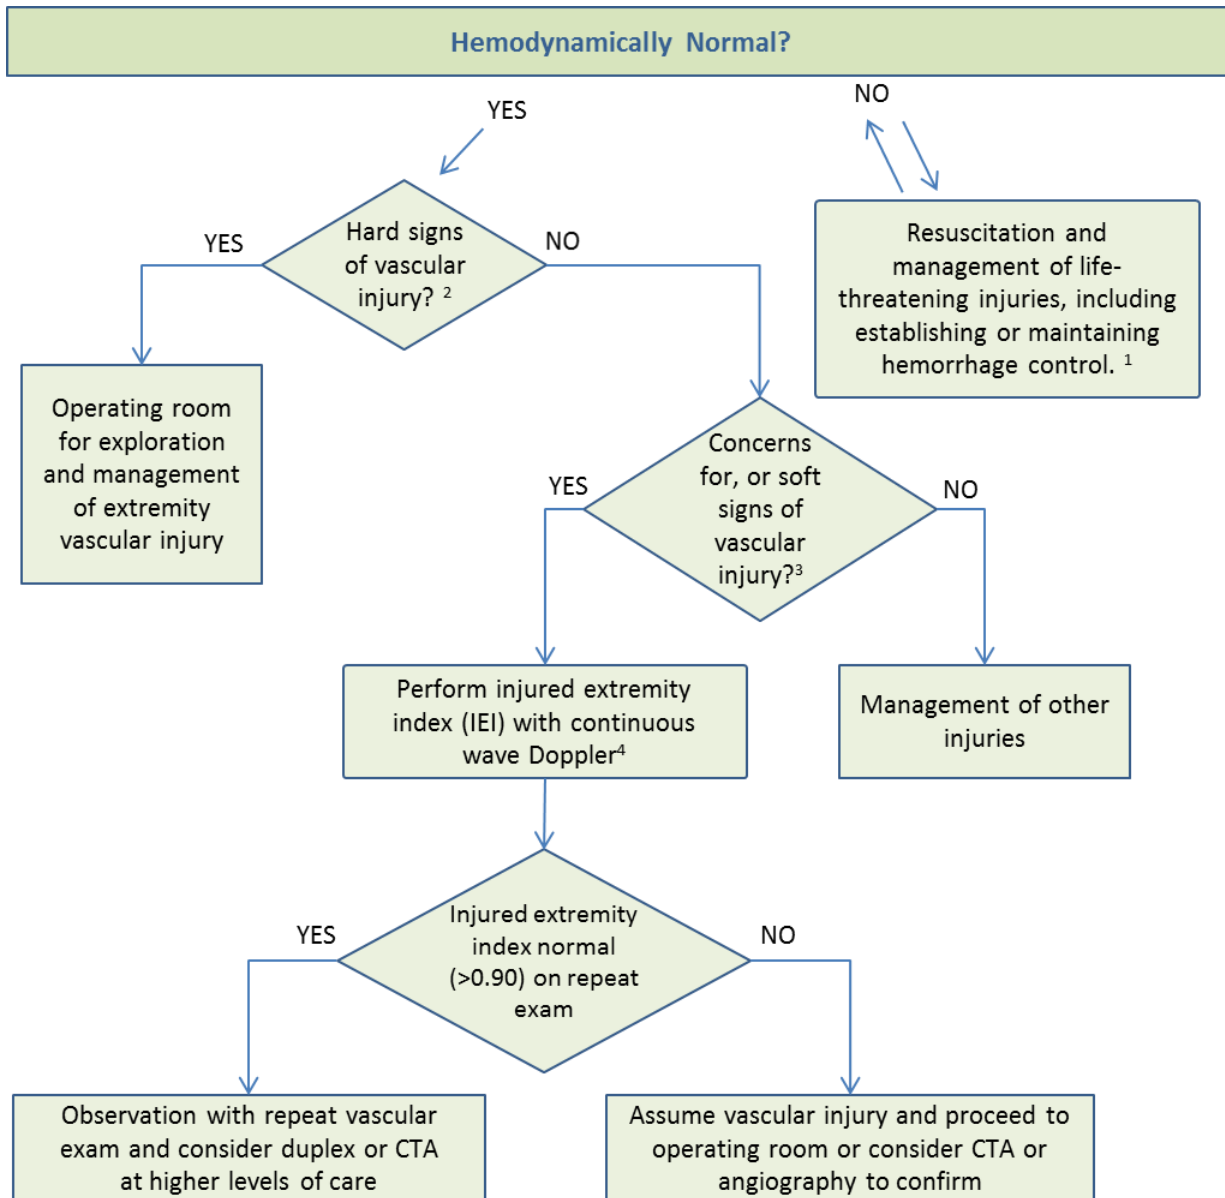 Hemodynamically Normal?
YES
NO
YES
Hard signs
of vascular
injury? 2
NO
Resuscitation and
management of life-
threatening injuries, including
establishing or maintaining
hemorrhage control. 1
Operating room
for exploration
and management
of extremity
vascular injury
YES
Concerns
for, or soft
signs of
vascular
injury?3
NO
Perform injured extremity
index (IEI) with continuous
wave Doppler4
Management of other
injuries
YES
Injured extremity
index normal
(>0.90) on repeat
exam
NO
Observation with repeat vascular
exam and consider duplex or CTA
at higher levels of care
Assume vascular injury and proceed to
operating room or consider CTA or
angiography to confirm